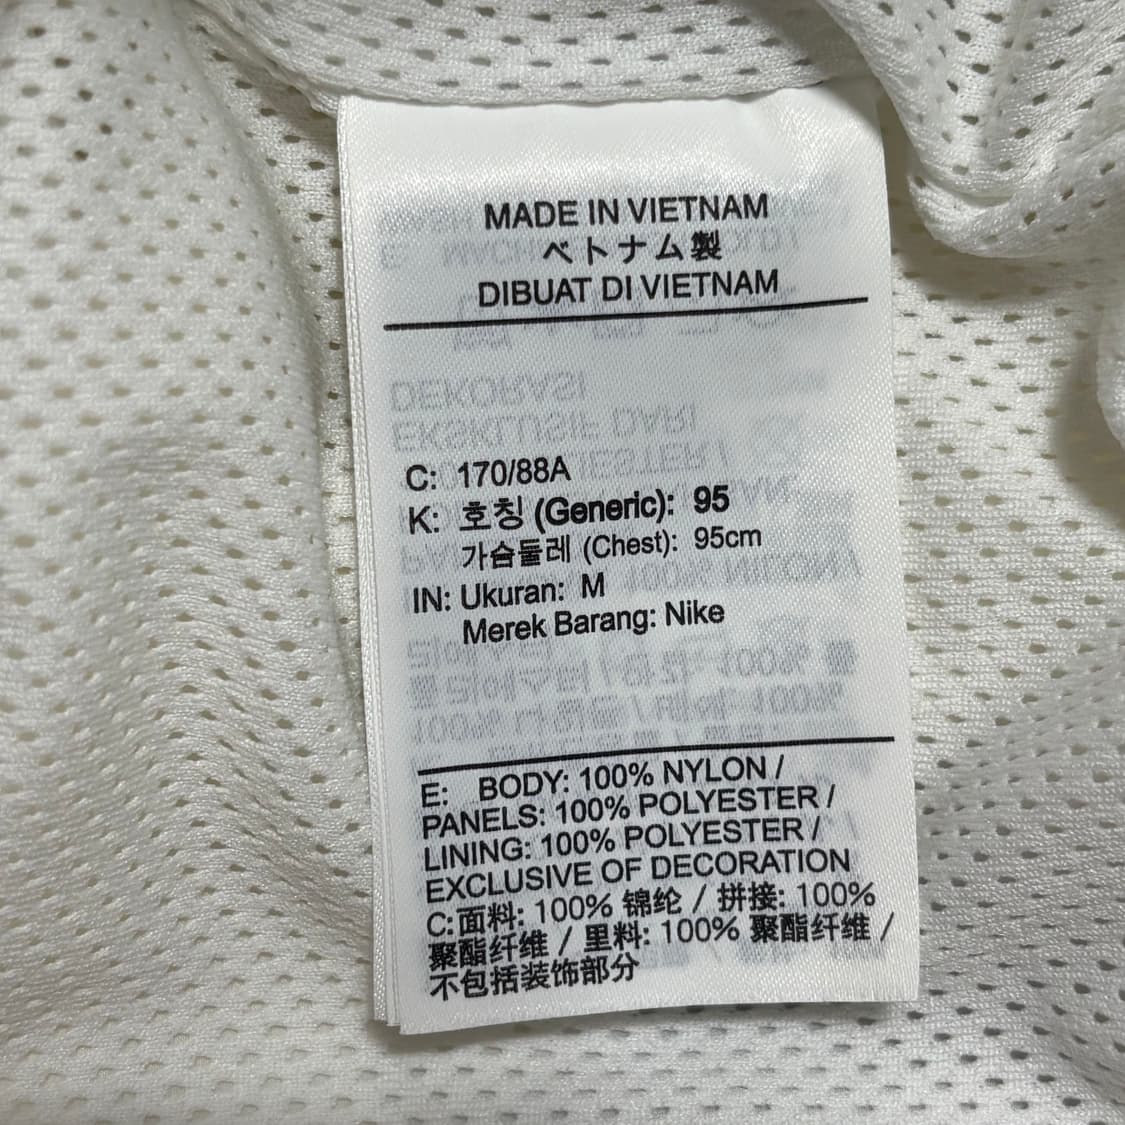 MADE IN VIETNAM
ベトナム製
DIBUAT DI VIETNAM
C: 170/88A
K: 호칭 (Generic): 95
가슴둘레 (Chest): 95cm
IN: Ukuran: M
Merek Barang: Nike
E: BODY: 100% NYLON /
PANELS: 100% POLYESTER /
LINING: 100% POLYESTER /
EXCLUSIVE OF DECORATION
C:面料: 100% 锦纶 / 拼接: 100%
聚酯纤维 / 里料: 100% 聚酯纤维 /
不包括装饰部分